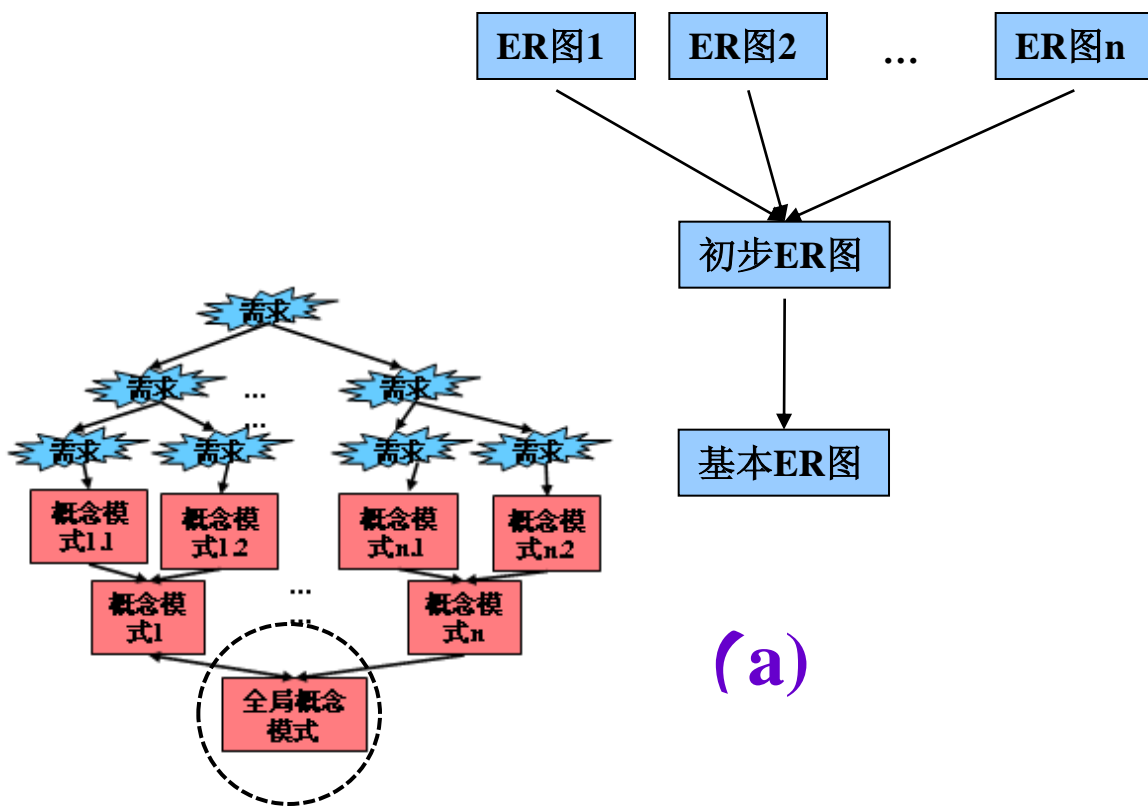 ER图1
ER图2
...
ER图n
初步ER图
基本ER图
需求
需求
...
需求
...
需求
需求
需求
需求
概念模
式1.1
概念模
式1.2
概念模
式n.1
概念模
式n.2
概念模
式1
...
...
概念模
式n
全局概念
模式
(a)